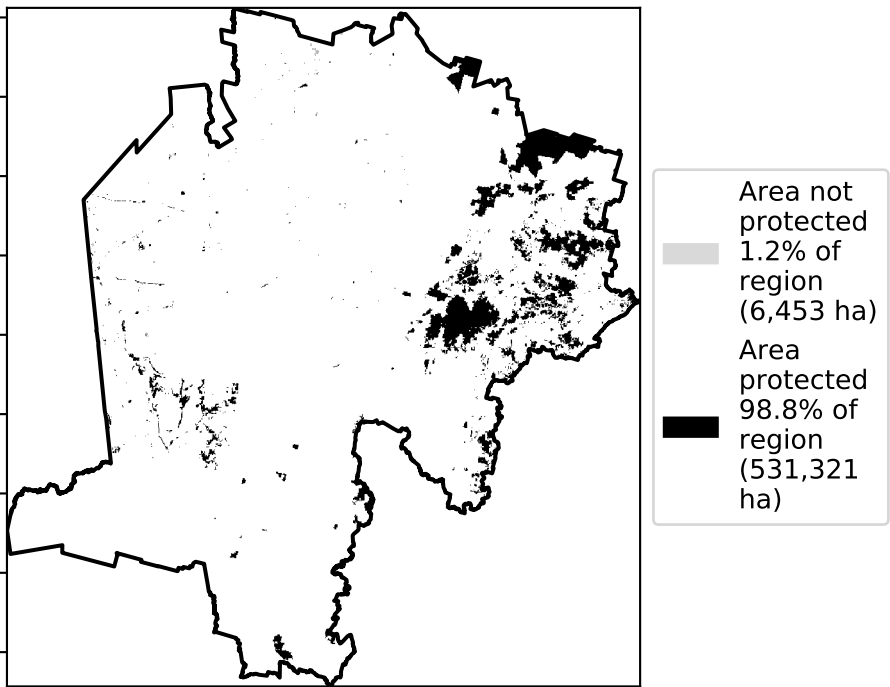 Area not
protected
1.2% of
region
(6,453 ha)
Area
protected
98.8% of
region
(531,321
ha)